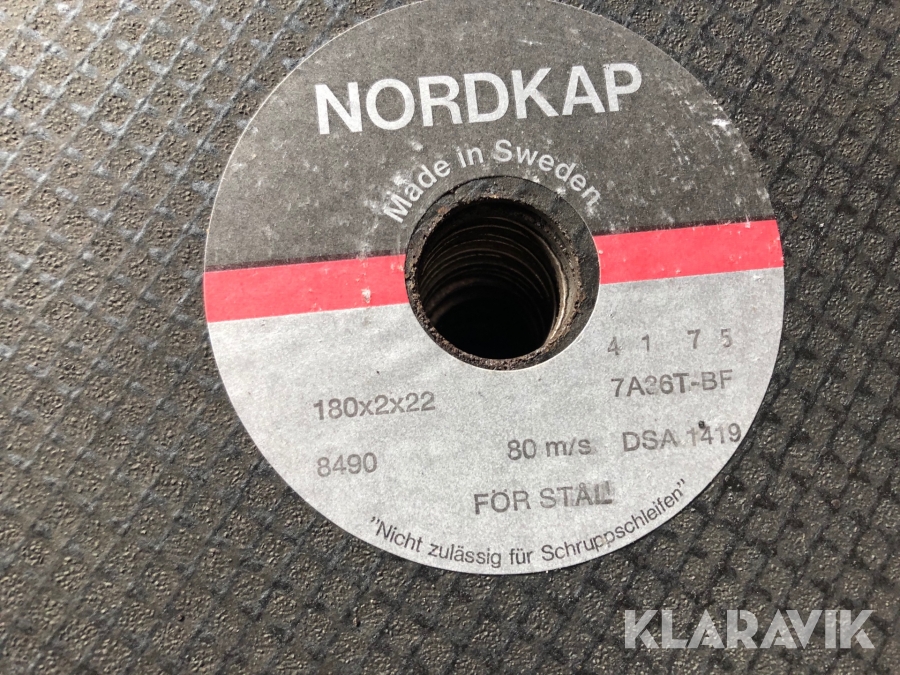 NORDKAP
Made in Sweden
4 1 7 5
180x2x22 7A36T-BF
8490 80 m/s DSA 1419
FÖR STÅL
"Nicht zulässig für Schruppschleifen"
KLARAVIK